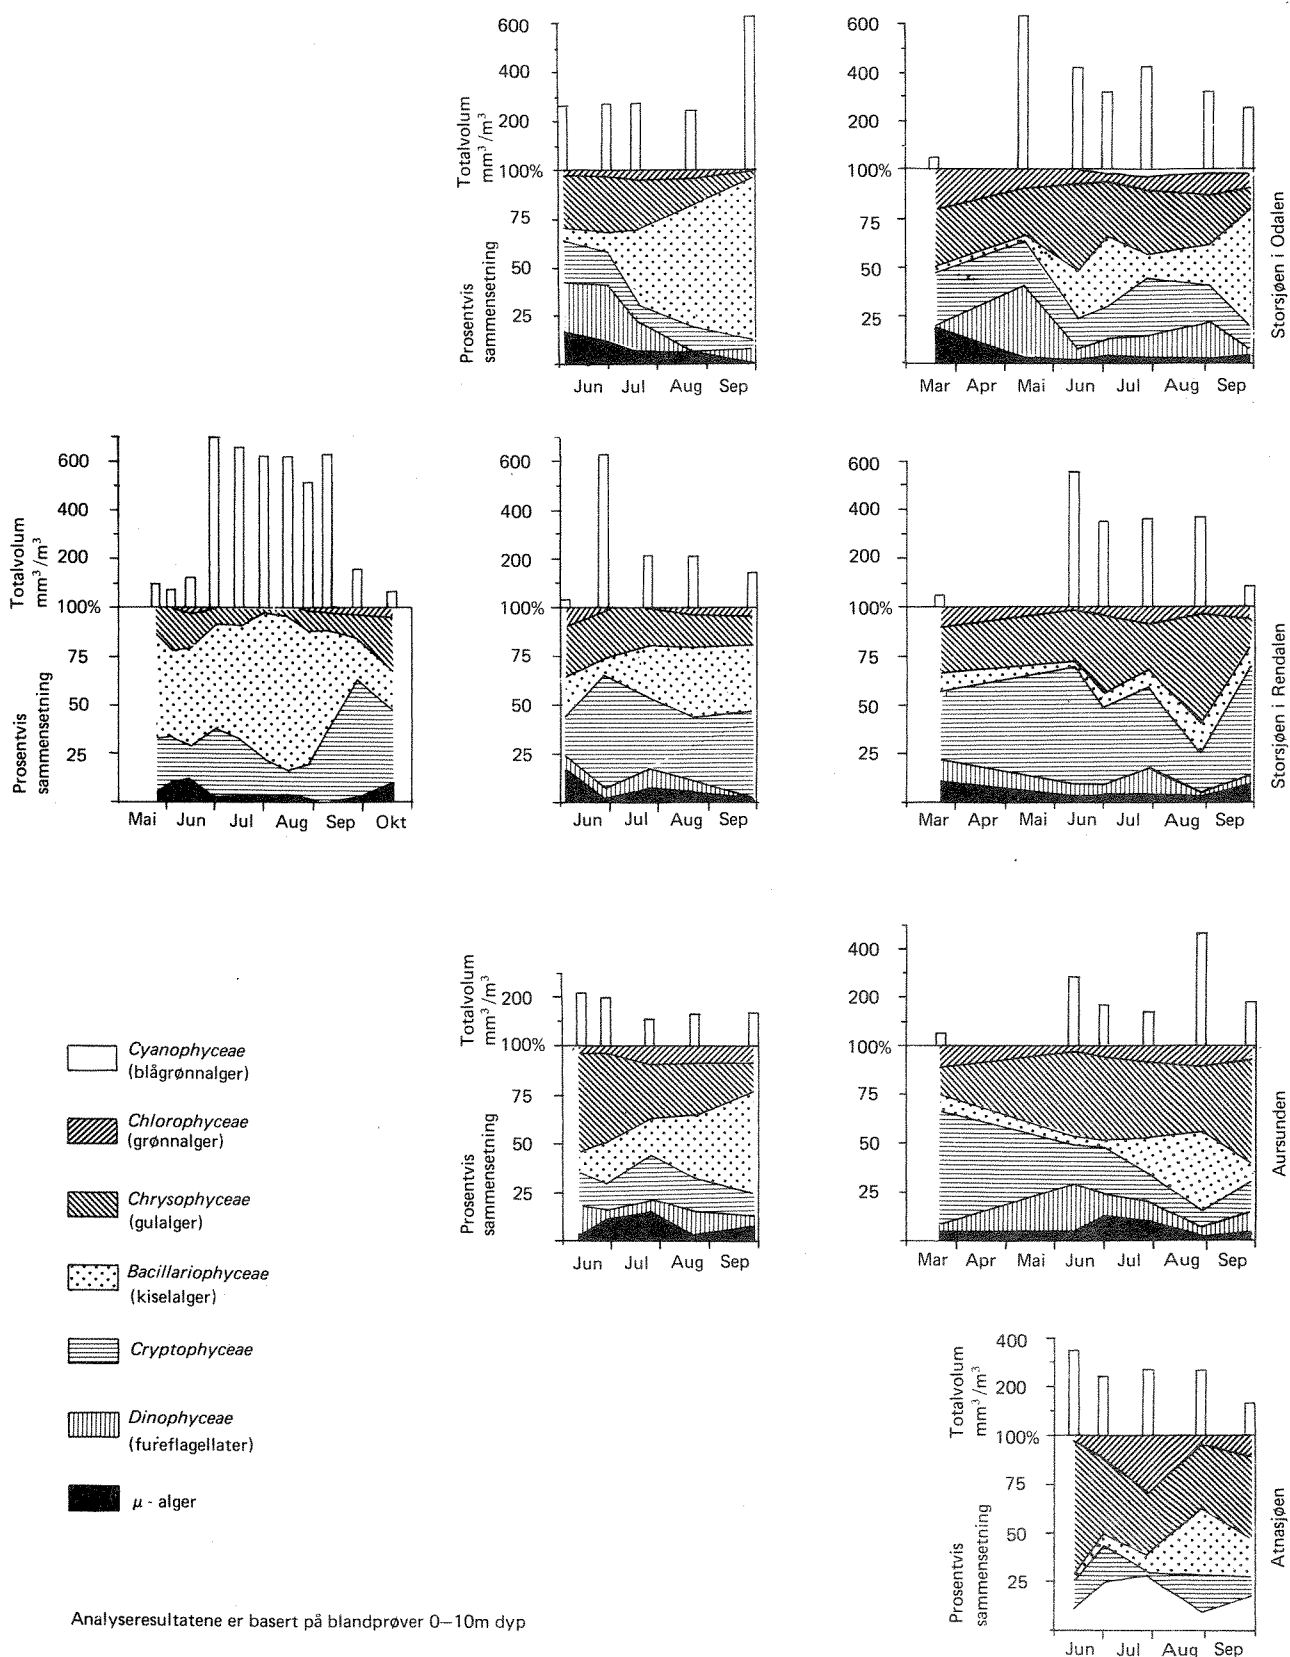 Totalvolum
mm³/m³
600
400
200
100%
75
50
25
Prosentvis
sammensetning
Jun Jul Aug Sep
600
400
200
100%
75
50
25
Mar Apr Mai Jun Jul Aug Sep
Storsjøen i Odalen
Totalvolum
mm³/m³
600
400
200
100%
75
50
25
Prosentvis
sammensetning
Mai Jun Jul Aug Sep Okt
600
400
200
100%
75
50
25
Jun Jul Aug Sep
600
400
200
100%
75
50
25
Mar Apr Mai Jun Jul Aug Sep
Storsjøen i Rendalen
Totalvolum
mm³/m³
200
100%
75
50
25
Prosentvis
sammensetning
Jun Jul Aug Sep
400
200
100%
75
50
25
Mar Apr Mai Jun Jul Aug Sep
Aursunden
Cyanophyceae
(blågrønnalger)
Chlorophyceae
(grønnalger)
Chrysophyceae
(gulalger)
Bacillariophyceae
(kiselalger)
Cryptophyceae
Dinophyceae
(fureflagellater)
μ - alger
Totalvolum
mm³/m³
400
200
100%
75
50
25
Prosentvis
sammensetning
Jun Jul Aug Sep
Atnasjøen
Analyseresultatene er basert på blandprøver 0–10m dyp